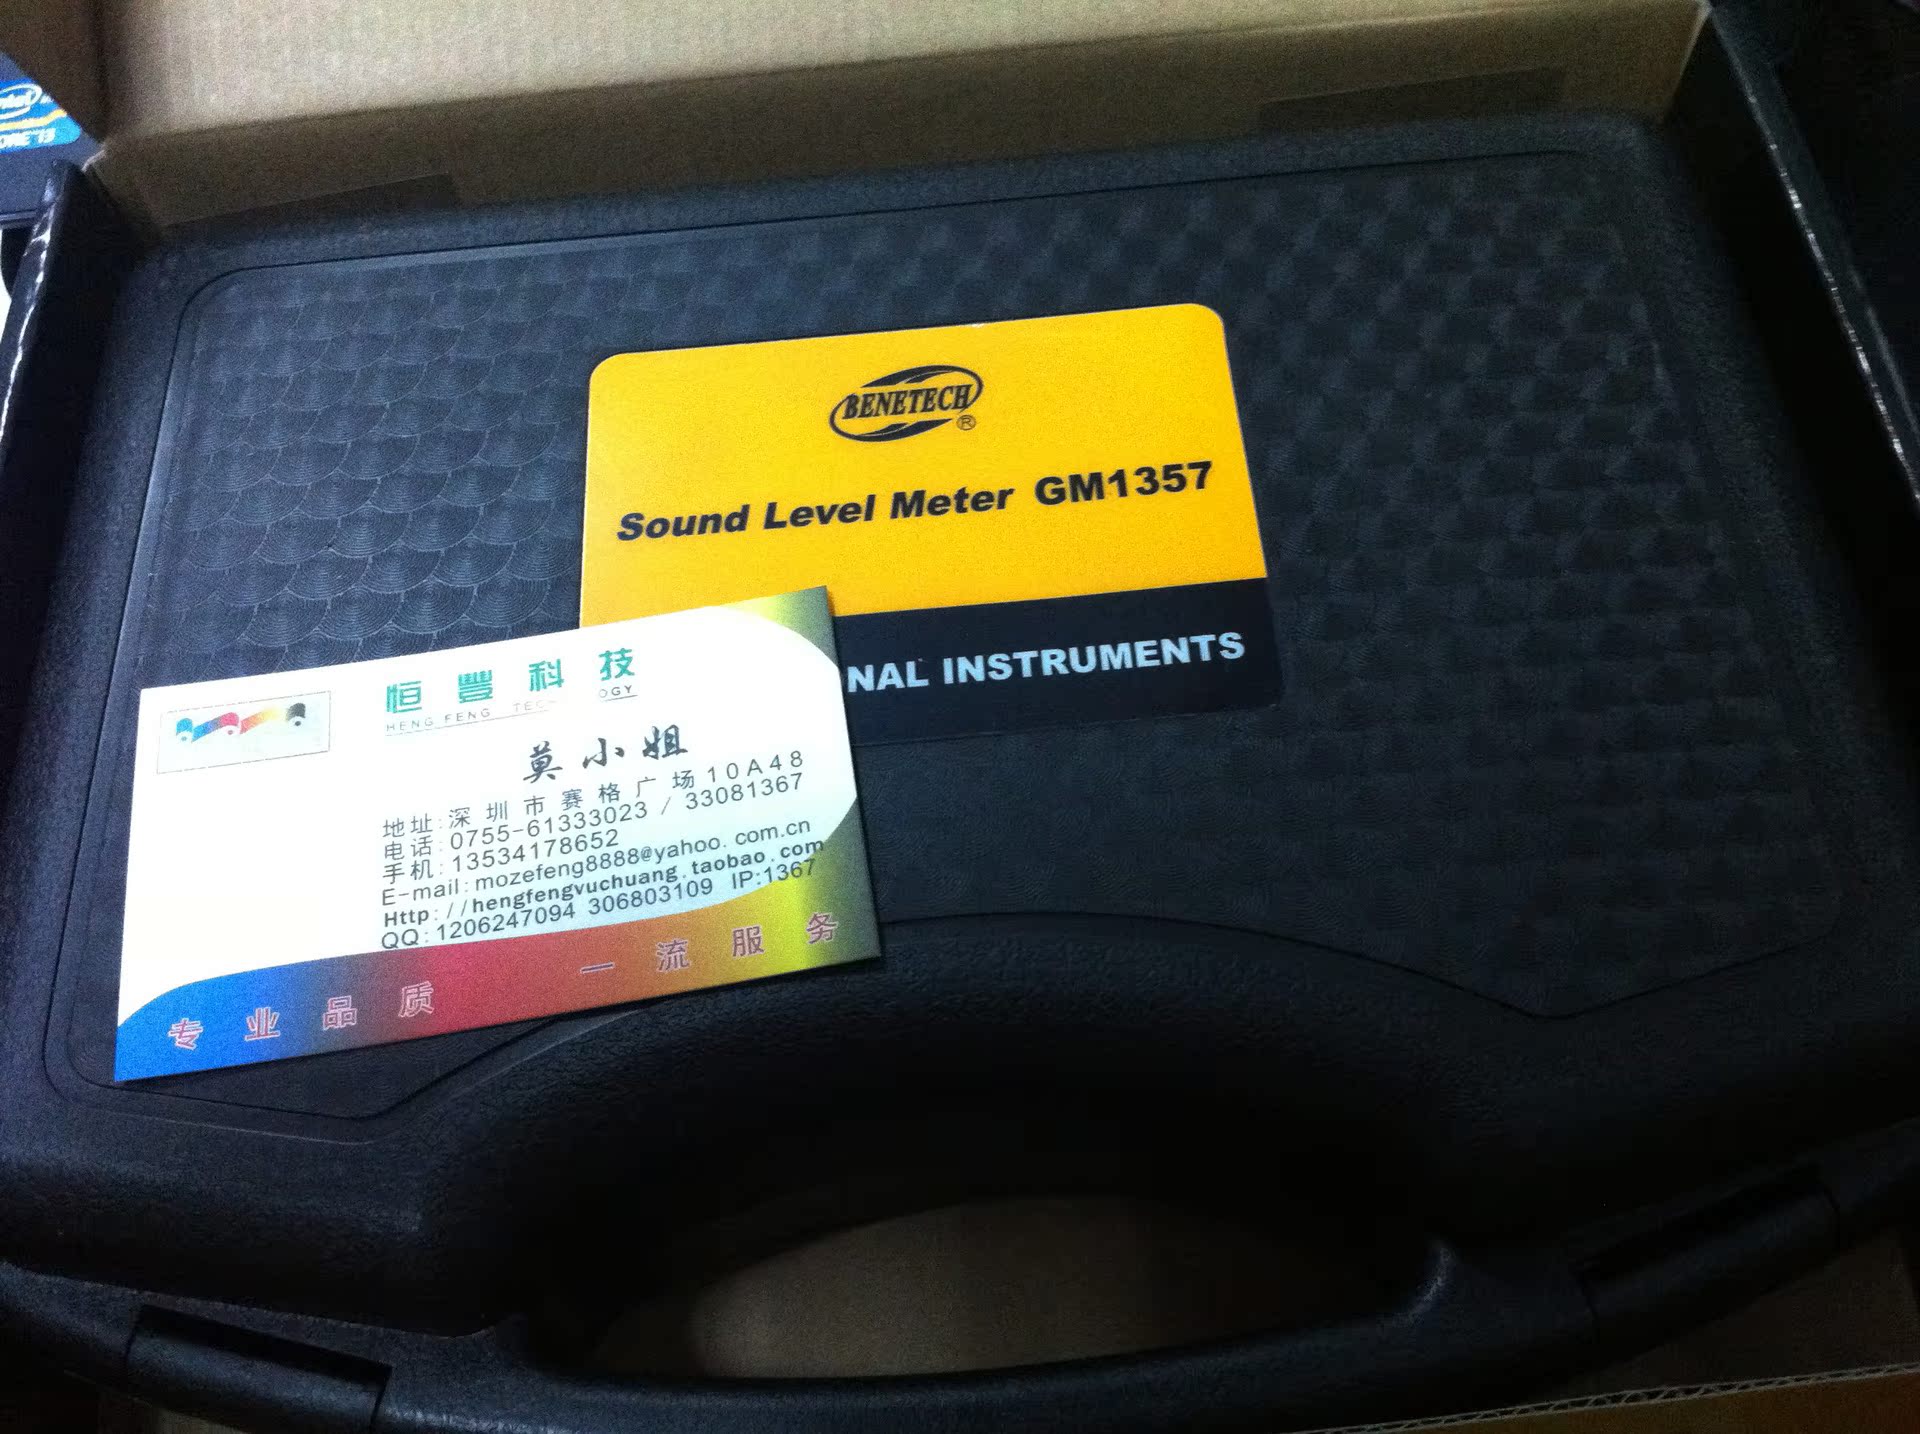 BENETECH®
Sound Level Meter GM1357
NAL INSTRUMENTS
恒豐科技
HENG FENG TEC OGY
莫小姐
地址:深圳市赛格广场10A48
电话:0755-61333023 / 33081367
手机:13534178652
E-mail:mozefeng8888@yahoo.com.cn
Http://hengfengvuchuang.taobao.com
QQ:1206247094 306803109 IP:1367
专业品质 一流服务